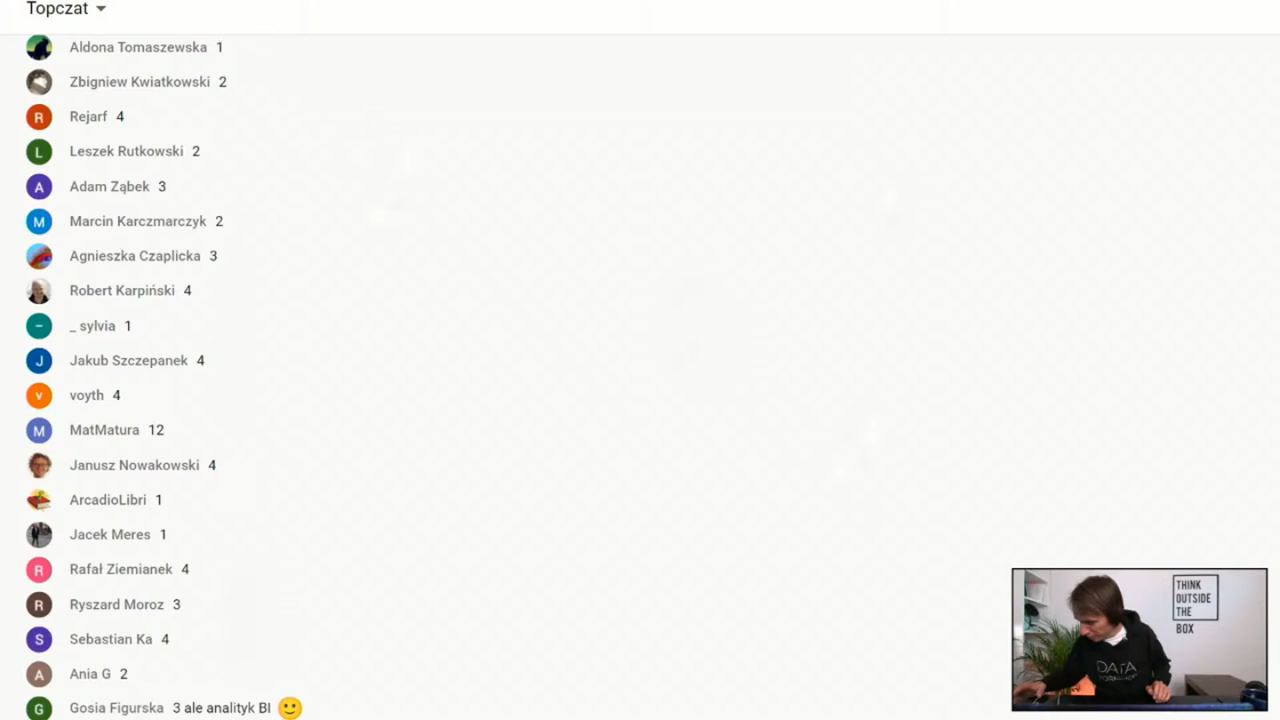 Topczat
Aldona Tomaszewska 1
Zbigniew Kwiatkowski 2
R Rejarf 4
L Leszek Rutkowski 2
A Adam Ząbek 3
M Marcin Karczmarczyk 2
Agnieszka Czaplicka 3
Robert Karpiński 4
_ _ sylvia 1
J Jakub Szczepanek 4
v voyth 4
M MatMatura 12
Janusz Nowakowski 4
ArcadioLibri 1
Jacek Meres 1
R Rafał Ziemianek 4
R Ryszard Moroz 3
S Sebastian Ka 4
A Ania G 2
G Gosia Figurska 3 ale analityk BI 🙂
THINK
OUTSIDE
THE
BOX
DATA